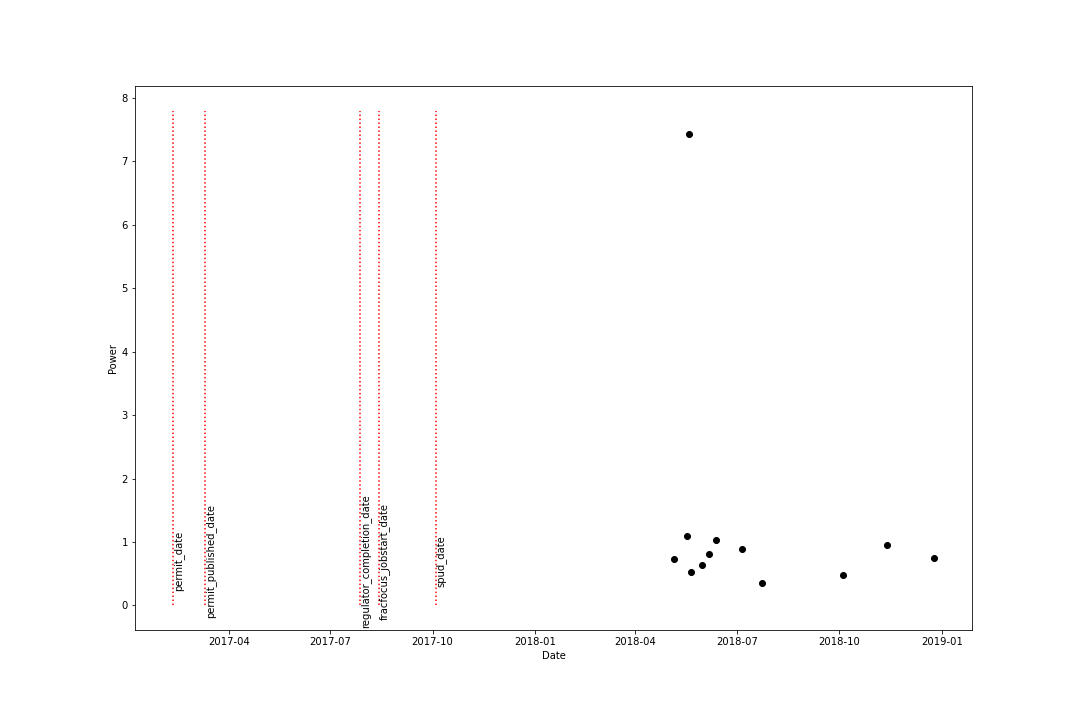 8
7
6
5
4
3
2
1
0
Power
permit_date
permit_published_date
regulator_completion_date
fracfocus_jobstart_date
spud_date
2017-04
2017-07
2017-10
2018-01
2018-04
2018-07
2018-10
2019-01
Date